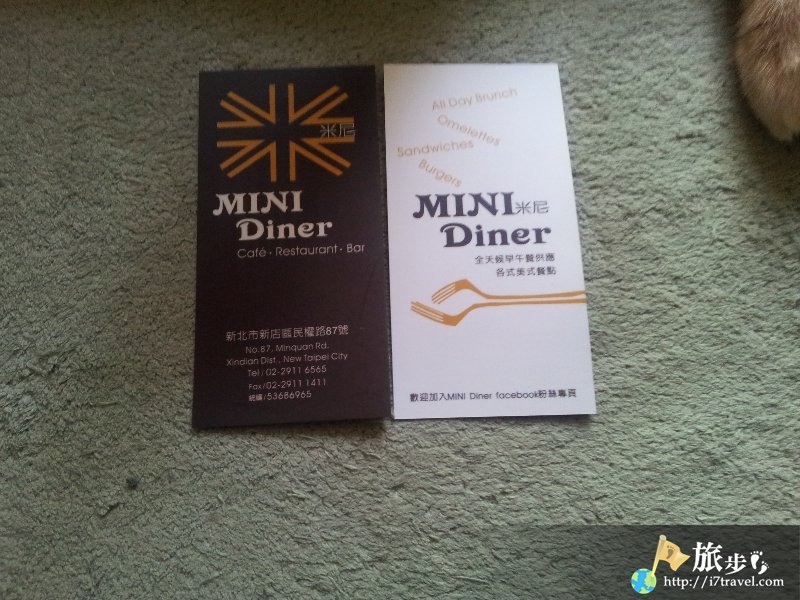 米尼
MINI
Diner
Café · Restaurant · Bar
新北市新店區民權路87號
No.87, Minquan Rd.
Xindian Dist., New Taipei City
Tel / 02-2911 6565
Fax / 02-2911 1411
統編 / 53686965
All Day Brunch
Omelettes
Sandwiches
Burgers
MINI米尼
Diner
全天候早午餐供應
各式美式餐點
歡迎加入MINI Diner facebook粉絲專頁
旅步
http://i7travel.com/